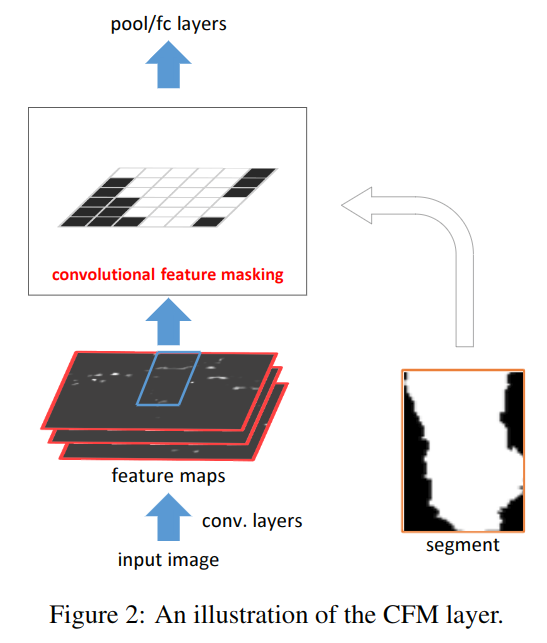 pool/fc layers
convolutional feature masking
feature maps
conv. layers
input image
segment
Figure 2: An illustration of the CFM layer.